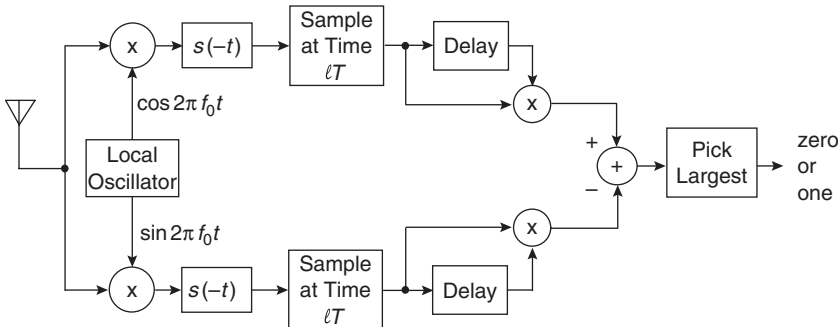 x
s(−t)
Sample
at Time
ℓT
Delay
x
cos 2π f₀t
Local
Oscillator
+
+
−
Pick
Largest
zero
or
one
sin 2π f₀t
x
s(−t)
Sample
at Time
ℓT
x
Delay